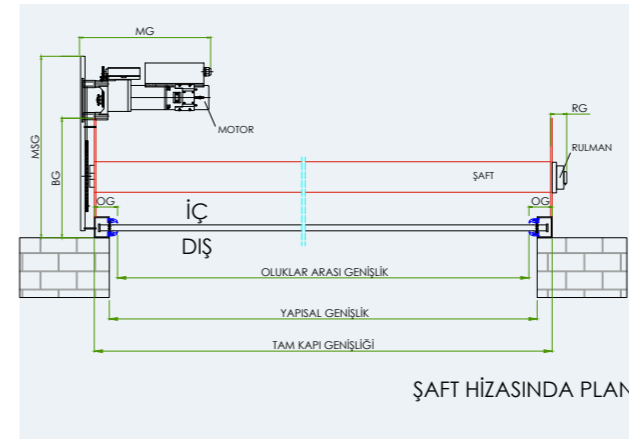 MG
RG
MOTOR
MSG
BG
RULMAN
ŞAFT
OG
OG
İÇ
DIŞ
OLUKLAR ARASI GENİŞLİK
YAPISAL GENİŞLİK
TAM KAPI GENİŞLİĞİ
ŞAFT HİZASINDA PLAN